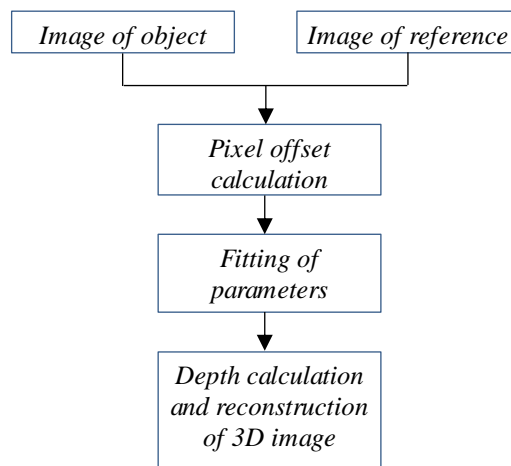 Image of object
Image of reference
Pixel offset
calculation
Fitting of
parameters
Depth calculation
and reconstruction
of 3D image